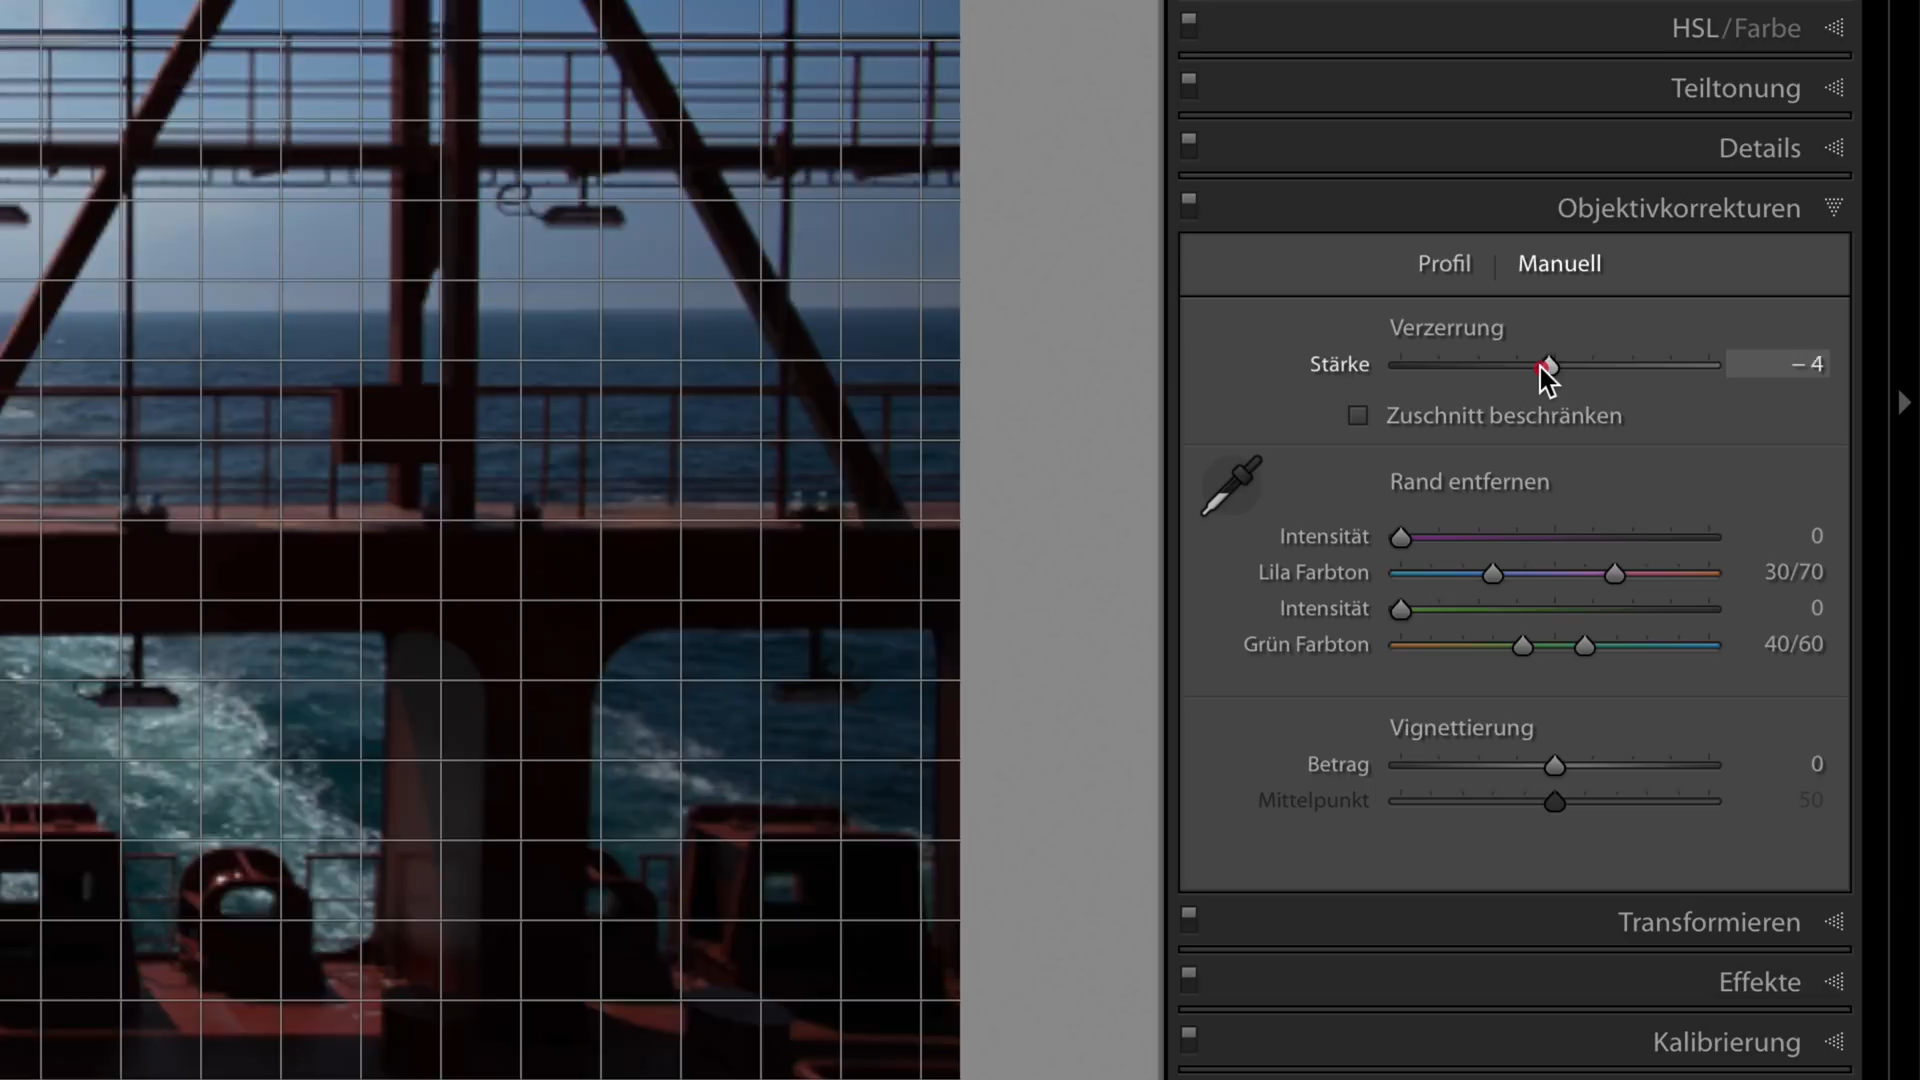 HSL/Farbe
Teiltonung
Details
Objektivkorrekturen
Profil | Manuell
Verzerrung
Stärke – 4
Zuschnitt beschränken
Rand entfernen
Intensität 0
Lila Farbton 30/70
Intensität 0
Grün Farbton 40/60
Vignettierung
Betrag 0
Mittelpunkt 50
Transformieren
Effekte
Kalibrierung